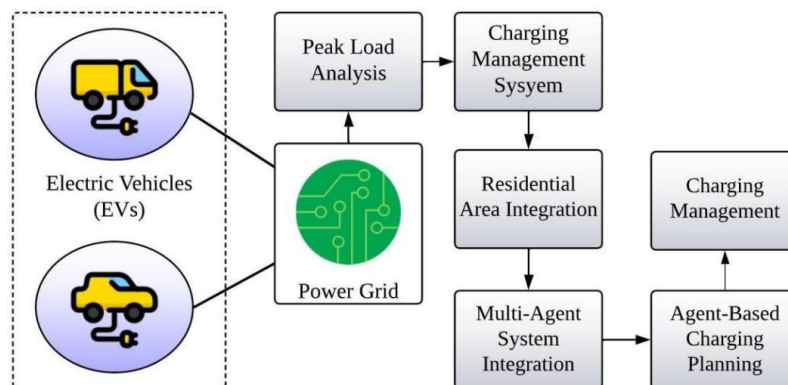 Electric Vehicles
(EVs)
Power Grid
Peak Load
Analysis
Charging
Management
Sysyem
Residential
Area Integration
Multi-Agent
System
Integration
Agent-Based
Charging
Planning
Charging
Management